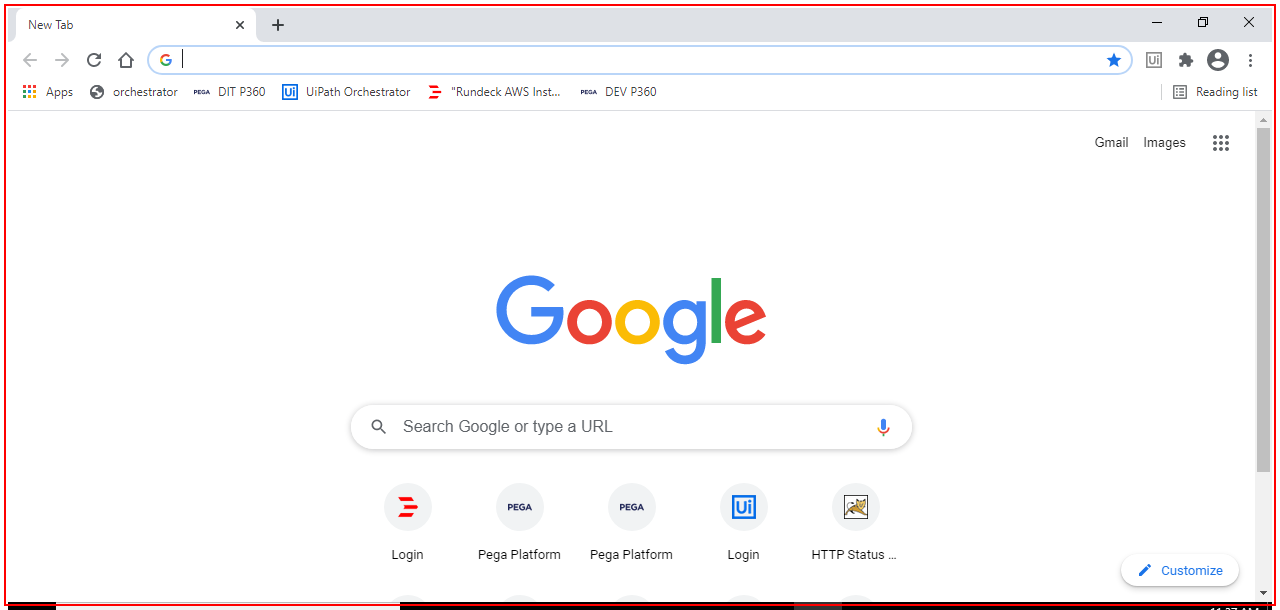 New Tab
Apps orchestrator PEGA DIT P360 Ui UiPath Orchestrator "Rundeck AWS Inst... PEGA DEV P360 Reading list
Gmail Images
Google
Search Google or type a URL
PEGA PEGA Ui
Login Pega Platform Pega Platform Login HTTP Status ...
Customize